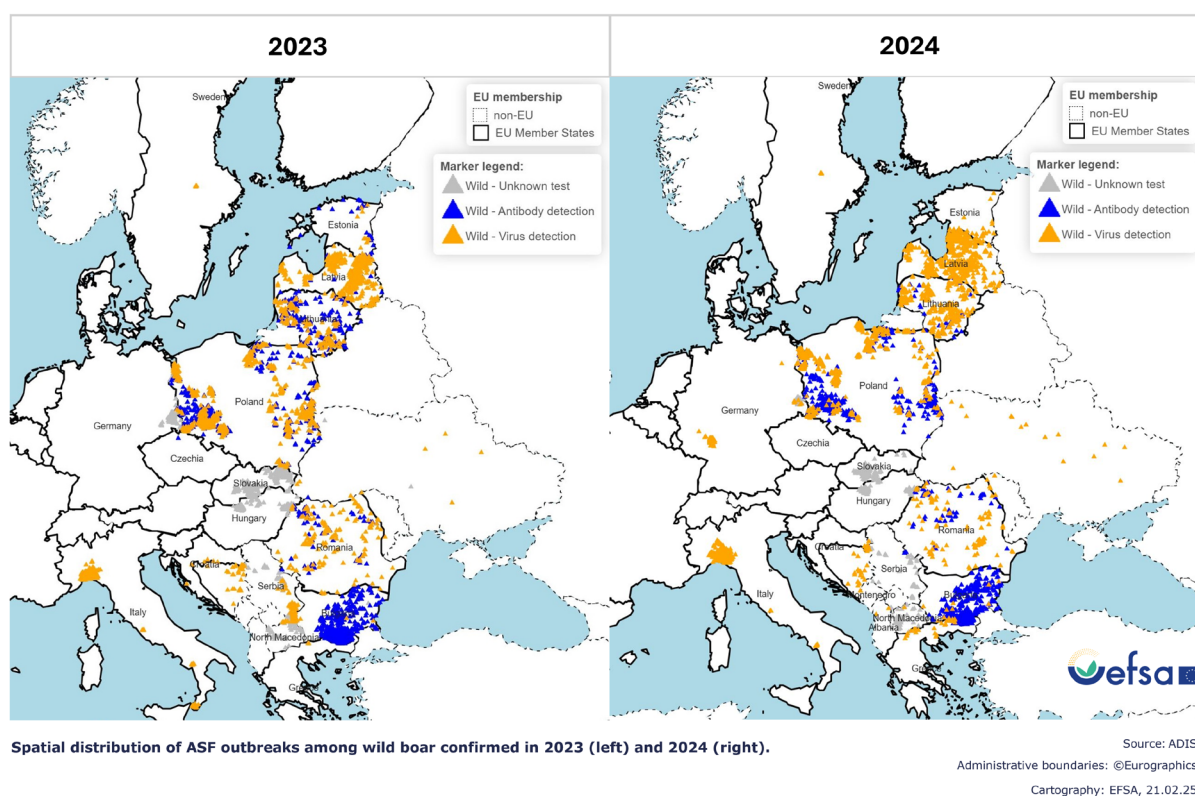 2023
2024
Sweden
EU membership
non-EU
EU Member States
Marker legend:
Wild - Unknown test
Wild - Antibody detection
Wild - Virus detection
Estonia
Latvia
Lithuania
Poland
Germany
Czechia
Slovakia
Hungary
Romania
Croatia
Serbia
Italy
North Macedonia
Sweden
EU membership
non-EU
EU Member States
Marker legend:
Wild - Unknown test
Wild - Antibody detection
Wild - Virus detection
Estonia
Latvia
Lithuania
Poland
Germany
Czechia
Slovakia
Hungary
Romania
Croatia
Serbia
Italy
Montenegro
North Macedonia
Albania
efsa
Spatial distribution of ASF outbreaks among wild boar confirmed in 2023 (left) and 2024 (right).
Source: ADIS
Administrative boundaries: ©Eurographics
Cartography: EFSA, 21.02.25